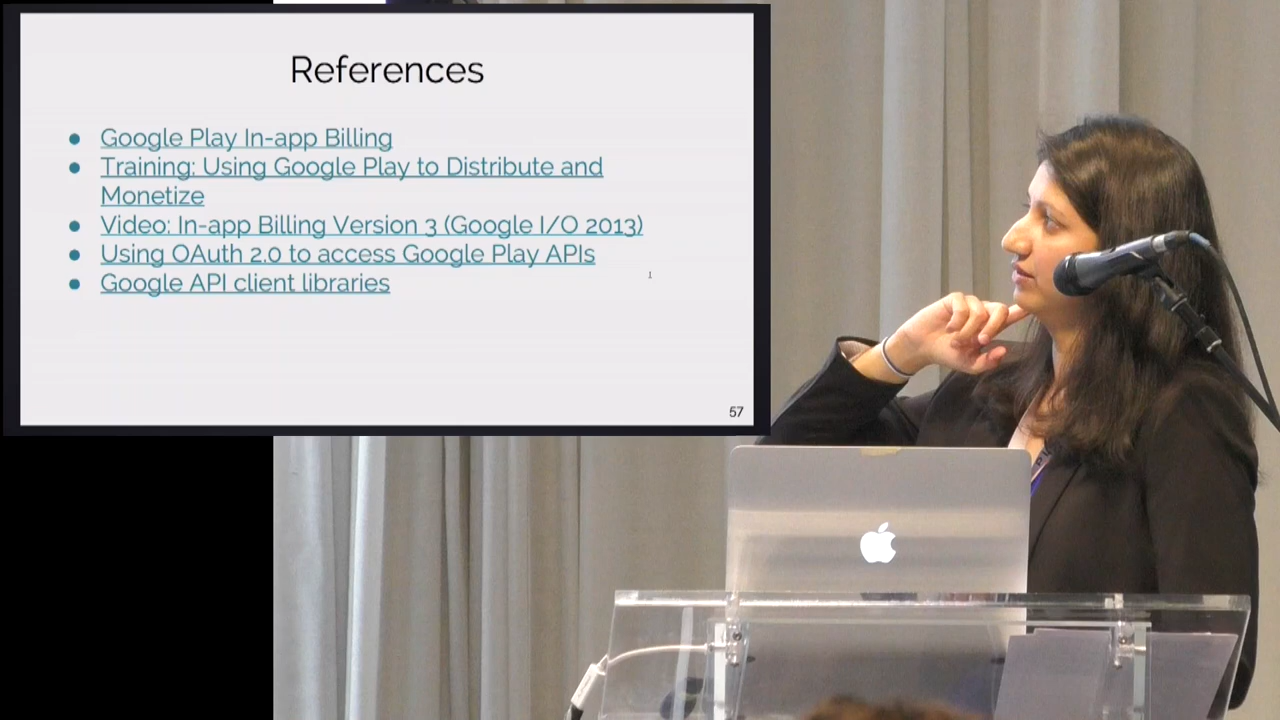 References
● Google Play In-app Billing
● Training: Using Google Play to Distribute and
Monetize
● Video: In-app Billing Version 3 (Google I/O 2013)
● Using OAuth 2.0 to access Google Play APIs
● Google API client libraries
57